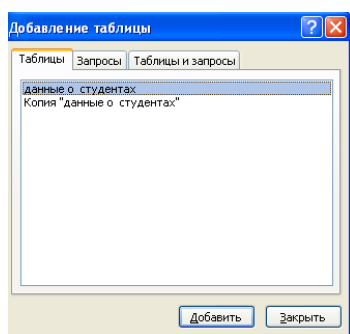 Добавление таблицы
Таблицы Запросы Таблицы и запросы
данные о студентах
Копия "данные о студентах"
Добавить Закрыть